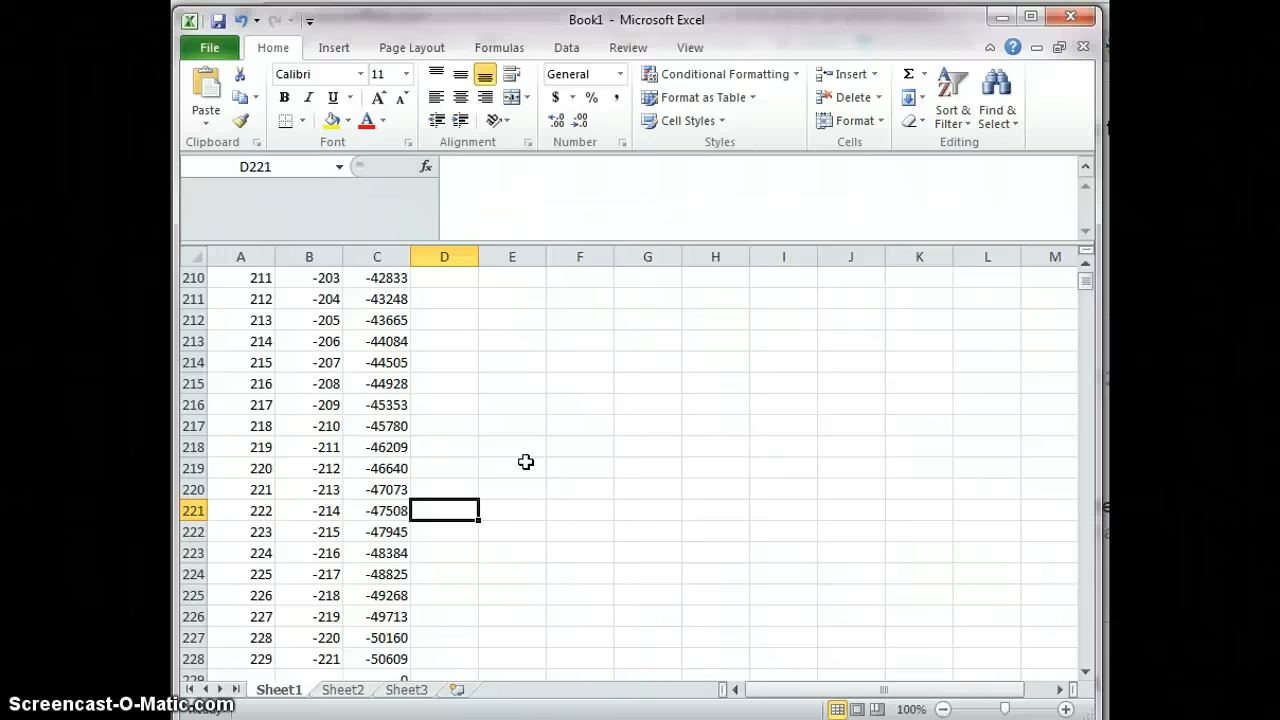 Book1 - Microsoft Excel
File Home Insert Page Layout Formulas Data Review View
Calibri 11 General Conditional Formatting Insert Σ
Paste B I U A A $ % , Format as Table Delete Sort & Filter Find & Select
A Cell Styles Format
Clipboard Font Alignment Number Styles Cells Editing
D221 fx
A B C D E F G H I J K L M
210 211 -203 -42833
211 212 -204 -43248
212 213 -205 -43665
213 214 -206 -44084
214 215 -207 -44505
215 216 -208 -44928
216 217 -209 -45353
217 218 -210 -45780
218 219 -211 -46209
219 220 -212 -46640
220 221 -213 -47073
221 222 -214 -47508
222 223 -215 -47945
223 224 -216 -48384
224 225 -217 -48825
225 226 -218 -49268
226 227 -219 -49713
227 228 -220 -50160
228 229 -221 -50609
229 0
Sheet1 Sheet2 Sheet3
Screencast-O-Matic.com 100%